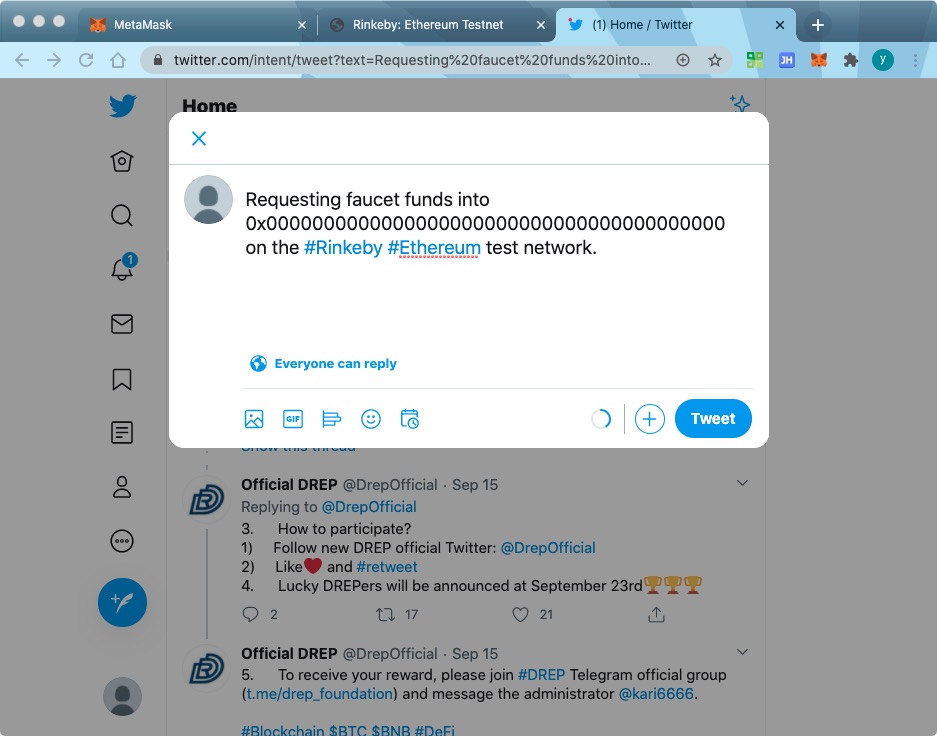 MetaMask
Rinkeby: Ethereum Testnet
(1) Home / Twitter
twitter.com/intent/tweet?text=Requesting%20faucet%20funds%20into...
JH
y
Home
1
Requesting faucet funds into
0x0000000000000000000000000000000000000000
on the #Rinkeby #Ethereum test network.
Everyone can reply
GIF
Tweet
Show this thread
Official DREP @DrepOfficial · Sep 15
Replying to @DrepOfficial
3. How to participate?
1) Follow new DREP official Twitter: @DrepOfficial
2) Like❤️ and #retweet
4. Lucky DREPers will be announced at September 23rd🏆🏆🏆
2 17 21
Official DREP @DrepOfficial · Sep 15
5. To receive your reward, please join #DREP Telegram official group
(t.me/drep_foundation) and message the administrator @kari6666.
#Blockchain $BTC $BNB #DeFi